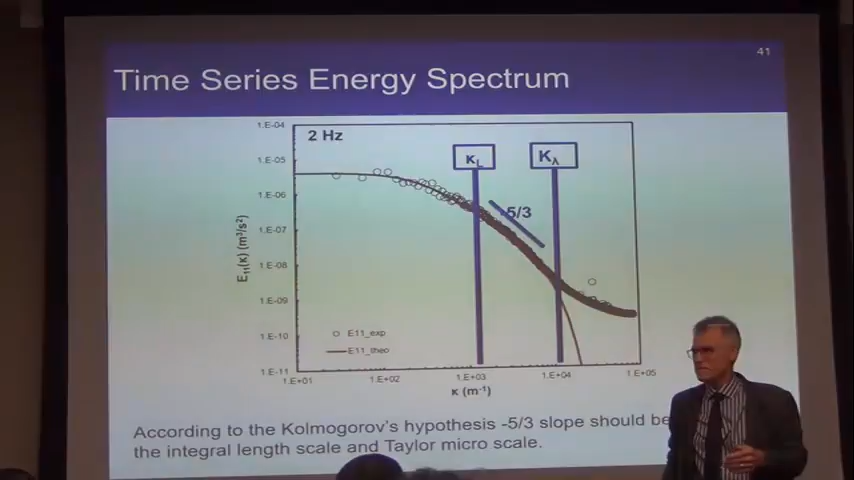 41
Time Series Energy Spectrum
1.E-04
2 Hz
κL
Kλ
1.E-05
1.E-06
-5/3
1.E-07
E11(κ) (m³/s²)
1.E-08
1.E-09
1.E-10
E11_exp
E11_theo
1.E-11
1.E+01 1.E+02 1.E+03 1.E+04 1.E+05
κ (m⁻¹)
According to the Kolmogorov's hypothesis -5/3 slope should be
the integral length scale and Taylor micro scale.